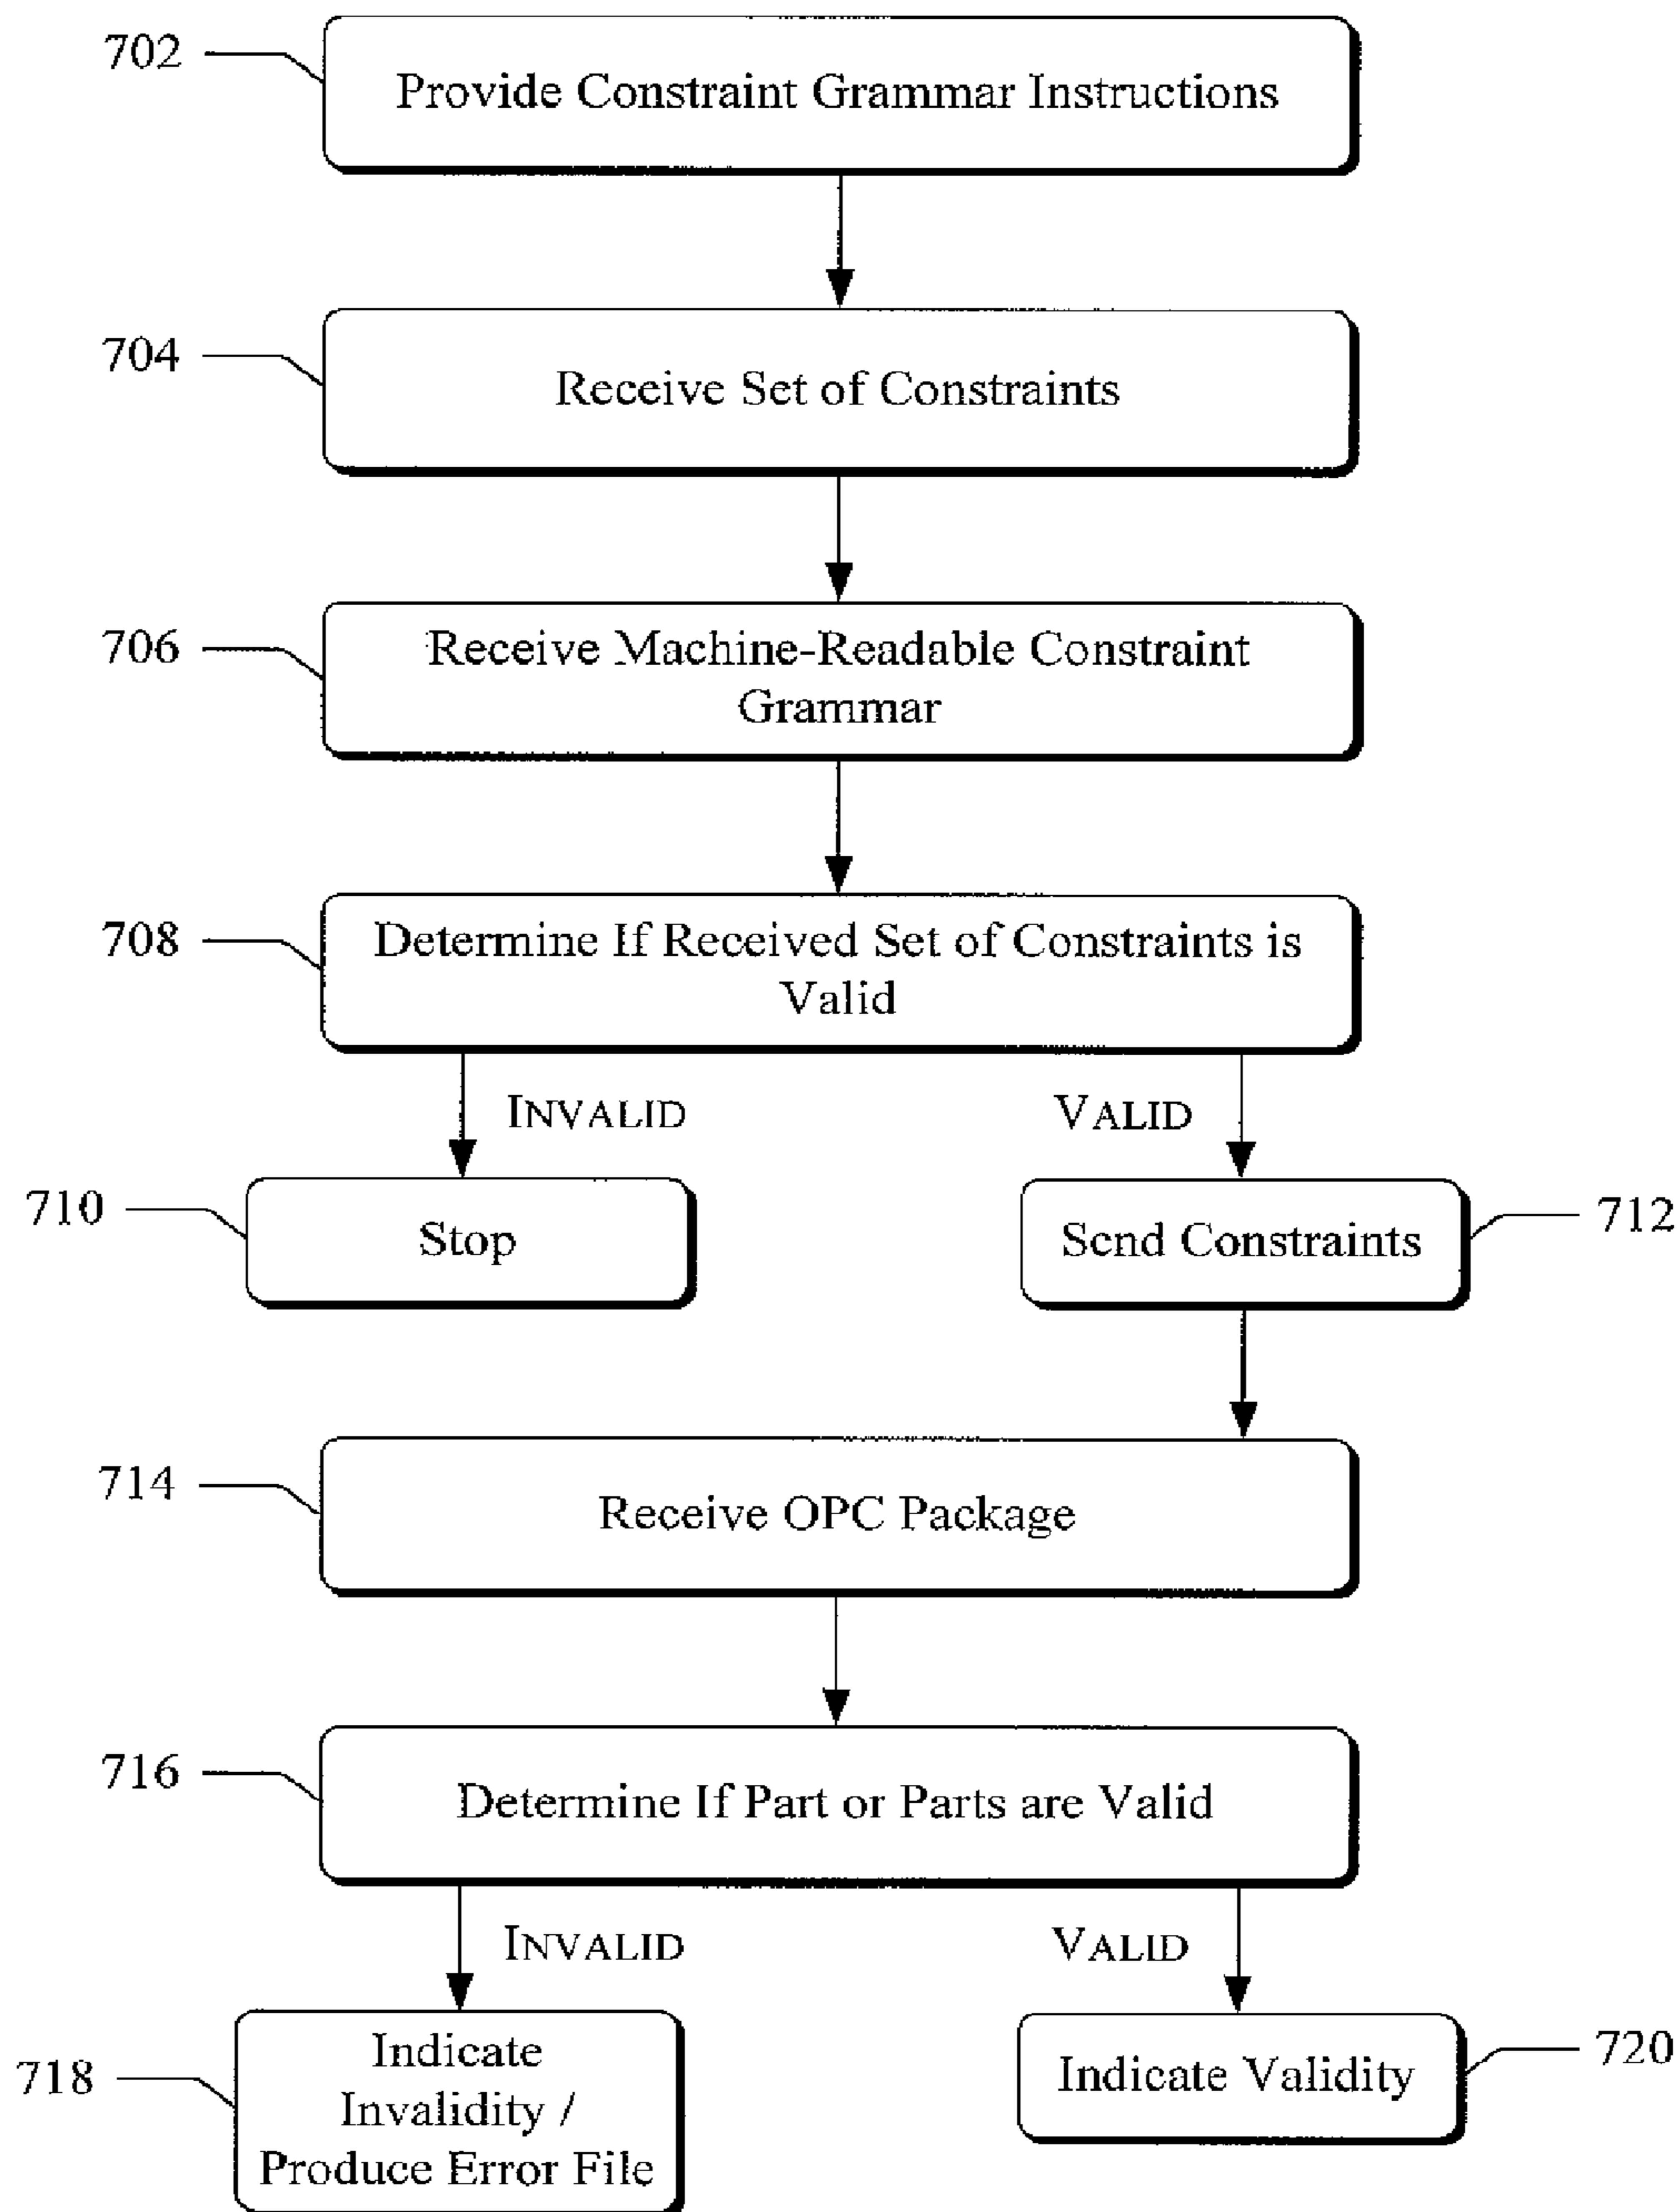 702
Provide Constraint Grammar Instructions
704
Receive Set of Constraints
706
Receive Machine-Readable Constraint
Grammar
708
Determine If Received Set of Constraints is
Valid
INVALID
VALID
710
Stop
Send Constraints
712
714
Receive OPC Package
716
Determine If Part or Parts are Valid
INVALID
VALID
718
Indicate
Invalidity /
Produce Error File
Indicate Validity
720